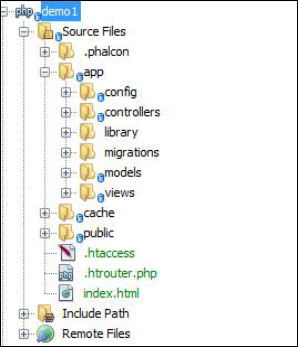 php demo1
Source Files
.phalcon
app
config
controllers
library
migrations
models
views
cache
public
.htaccess
php .htrouter.php
index.html
Include Path
Remote Files